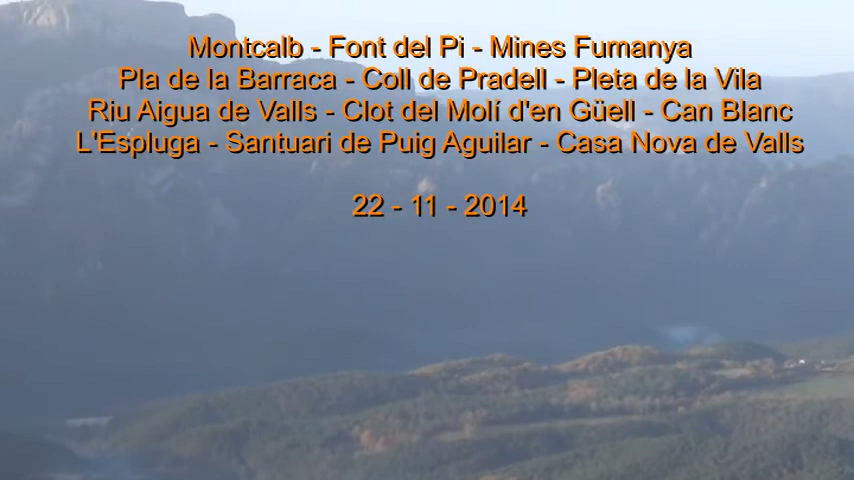 Montcalb - Font del Pi - Mines Fumanya
Pla de la Barraca - Coll de Pradell - Pleta de la Vila
Riu Aigua de Valls - Clot del Molí d'en Güell - Can Blanc
L'Espluga - Santuari de Puig Aguilar - Casa Nova de Valls
22 - 11 - 2014